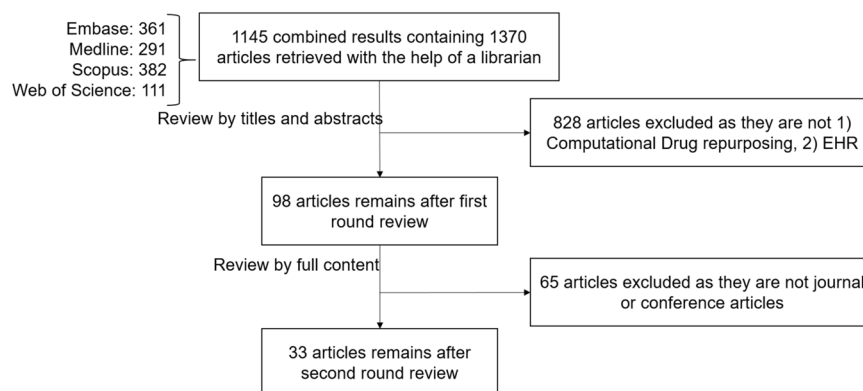 Embase: 361
Medline: 291
Scopus: 382
Web of Science: 111
1145 combined results containing 1370
articles retrieved with the help of a librarian
Review by titles and abstracts
828 articles excluded as they are not 1)
Computational Drug repurposing, 2) EHR
98 articles remains after first
round review
Review by full content
65 articles excluded as they are not journal
or conference articles
33 articles remains after
second round review